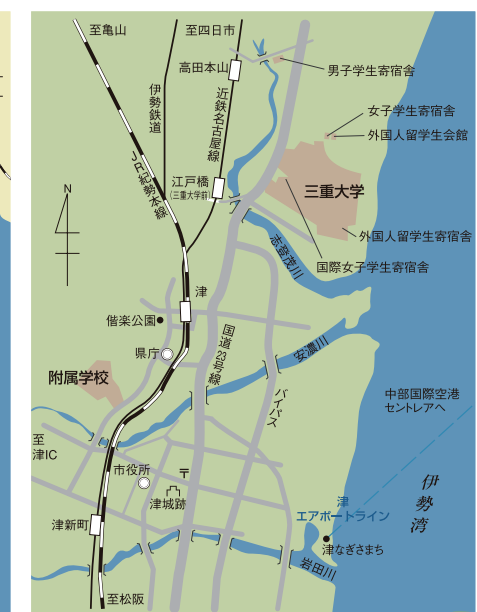 至亀山
至四日市
高田本山
男子学生寄宿舎
伊勢鉄道
近鉄名古屋線
女子学生寄宿舎
外国人留学生会館
JR紀勢本線
江戸橋
(三重大学前)
三重大学
N
外国人留学生寄宿舎
志登茂川
国際女子学生寄宿舎
津
偕楽公園
国道23号線
安濃川
県庁
附属学校
バイパス
中部国際空港
セントレアへ
至
津IC
市役所
〒
津城跡
伊勢湾
津
エアポートライン
津新町
津なぎさまち
岩田川
至松阪